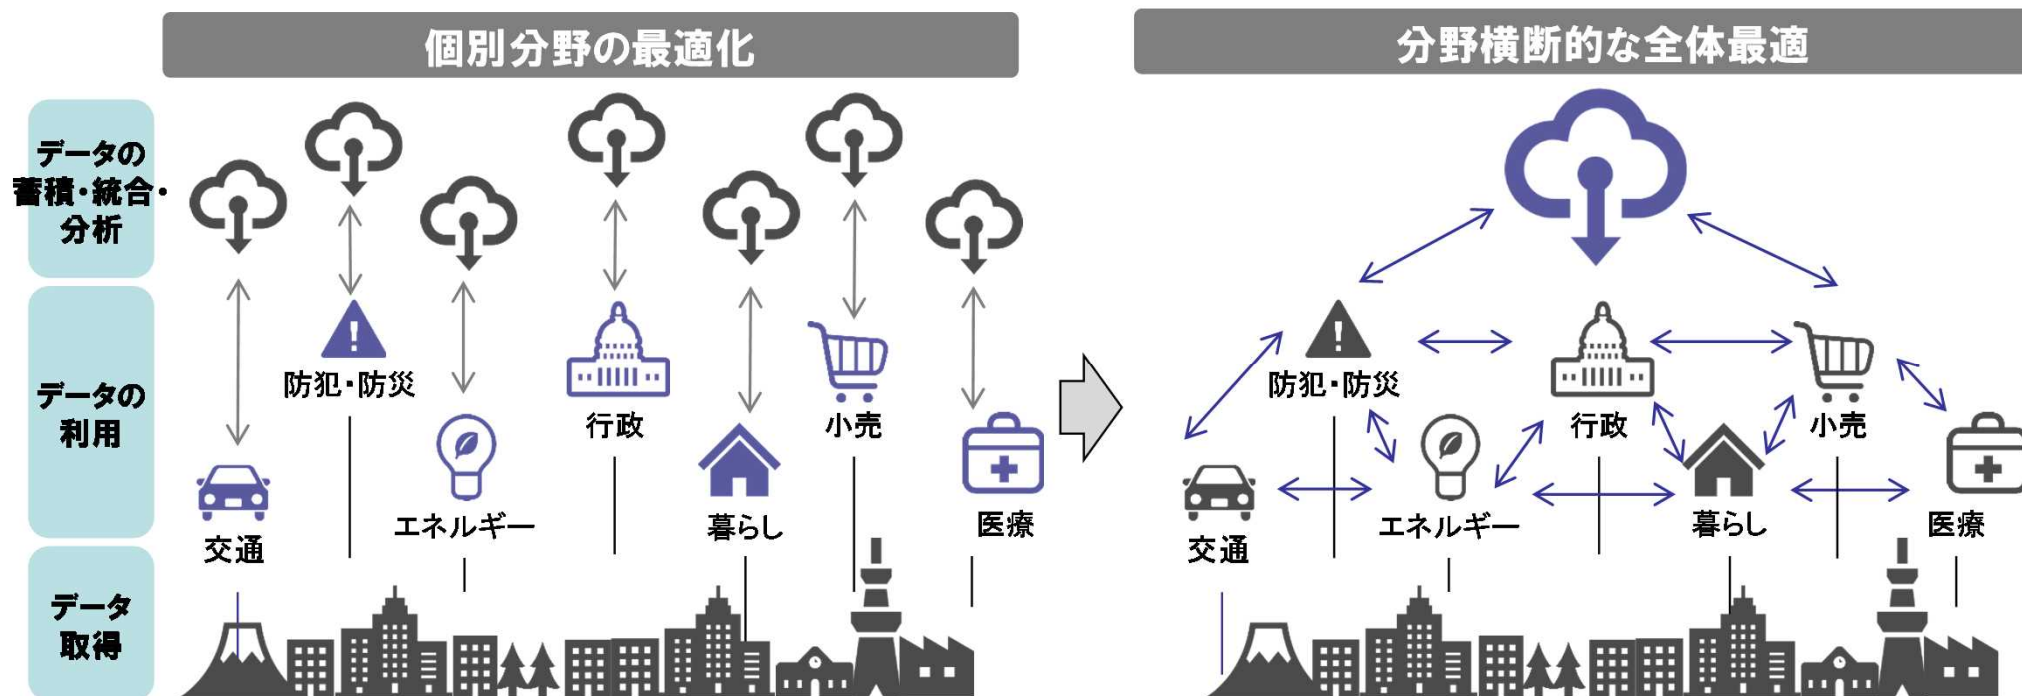 個別分野の最適化
分野横断的な全体最適
データの
蓄積・統合・
分析
データの
利用
データ
取得
防犯・防災
行政
小売
交通
エネルギー
暮らし
医療
防犯・防災
行政
小売
交通
エネルギー
暮らし
医療